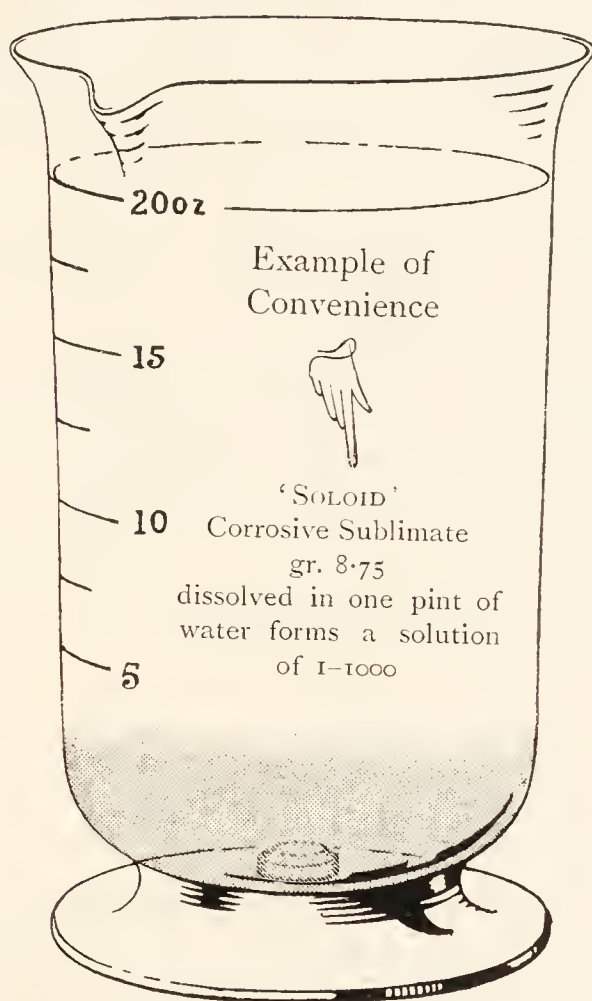 20oz
Example of
Convenience
15
'SOLOID'
10
Corrosive Sublimate
gr. 8·75
dissolved in one pint of
water forms a solution
5
of 1–1000